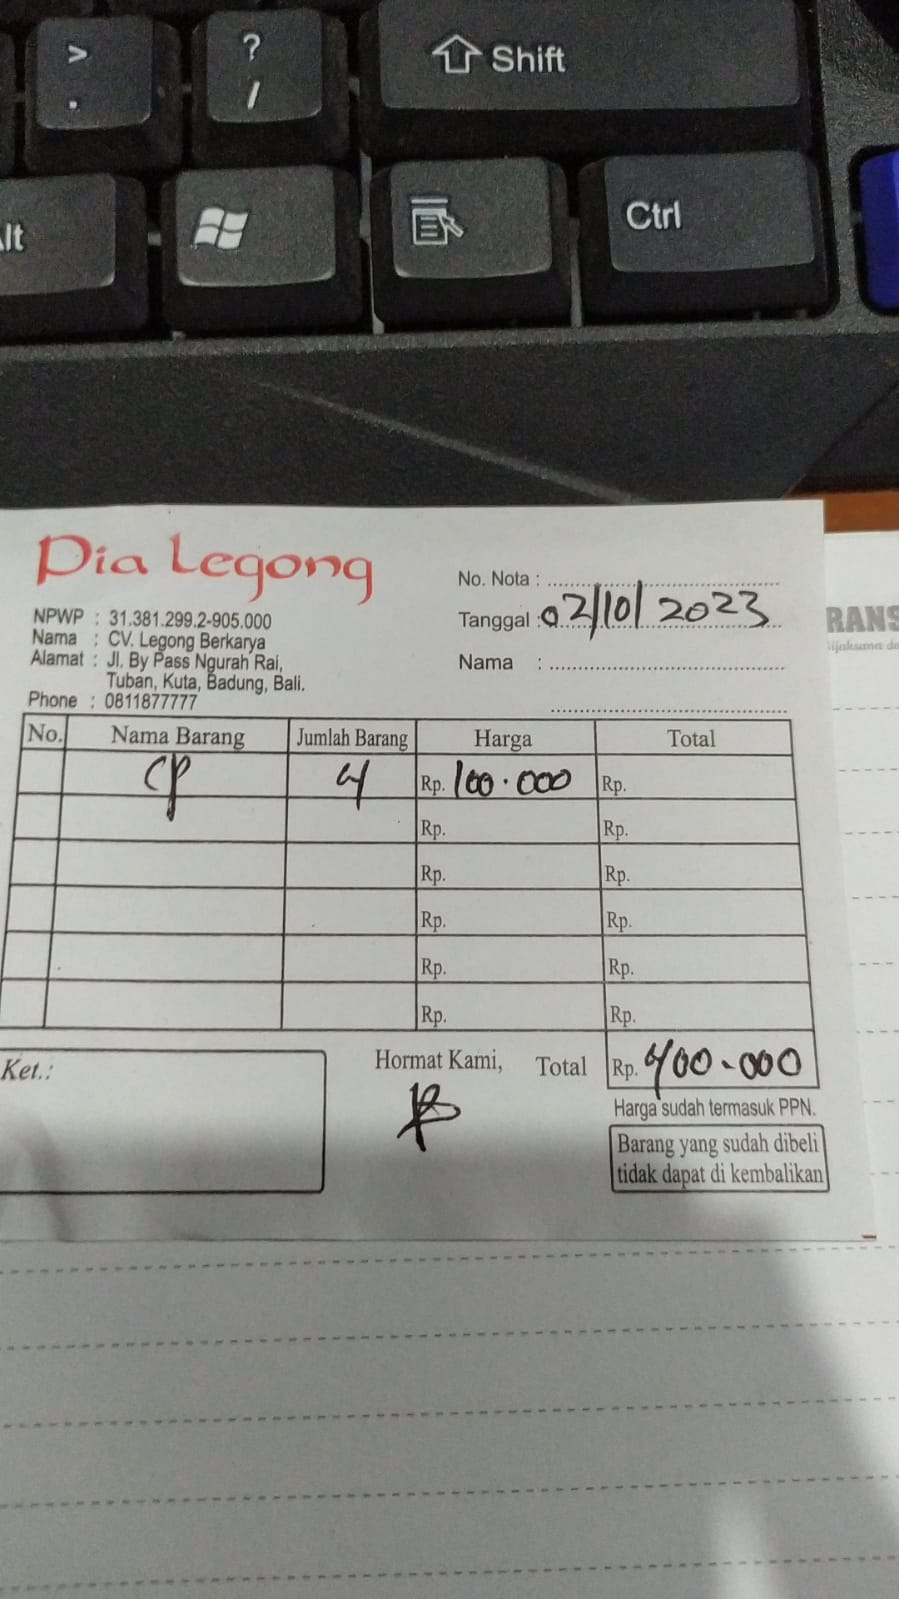 >
.
?
/
Shift
Alt
Ctrl
Pia Legong
NPWP : 31.381.299.2-905.000
Nama : CV. Legong Berkarya
Alamat : Jl. By Pass Ngurah Rai,
Tuban, Kuta, Badung, Bali.
Phone : 0811877777
No. Nota :
Tanggal : 02/10/2023
Nama :
RANS
ijaksana de
No. Nama Barang Jumlah Barang Harga Total
CP 4 Rp. 100.000 Rp.
Rp. Rp.
Rp. Rp.
Rp. Rp.
Rp. Rp.
Rp. Rp.
Ket.:
Hormat Kami, Total Rp. 400.000
Harga sudah termasuk PPN.
Barang yang sudah dibeli
tidak dapat di kembalikan